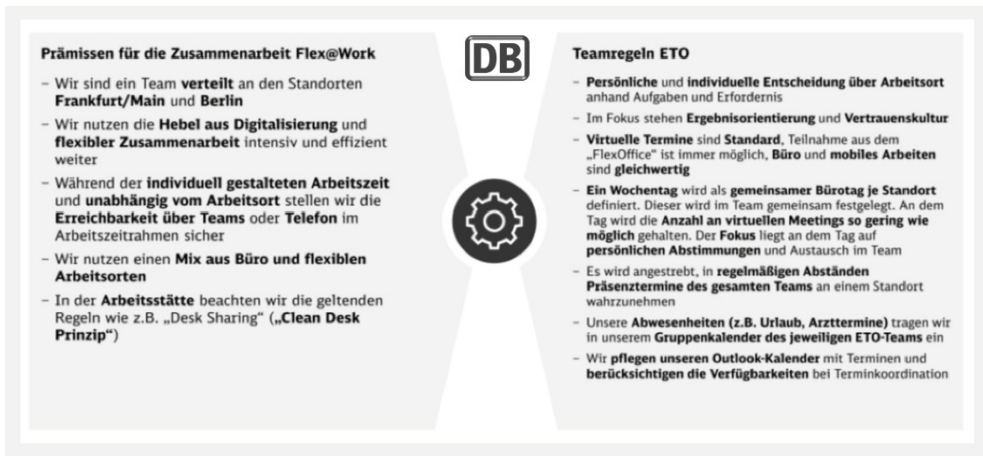 Prämissen für die Zusammenarbeit Flex@Work
– Wir sind ein Team verteilt an den Standorten
Frankfurt/Main und Berlin
– Wir nutzen die Hebel aus Digitalisierung und
flexibler Zusammenarbeit intensiv und effizient
weiter
– Während der individuell gestalteten Arbeitszeit
und unabhängig vom Arbeitsort stellen wir die
Erreichbarkeit über Teams oder Telefon im
Arbeitszeitrahmen sicher
– Wir nutzen einen Mix aus Büro und flexiblen
Arbeitsorten
– In der Arbeitsstätte beachten wir die geltenden
Regeln wie z.B. „Desk Sharing" („Clean Desk
Prinzip")
DB
Teamregeln ETO
– Persönliche und individuelle Entscheidung über Arbeitsort
anhand Aufgaben und Erfordernis
– Im Fokus stehen Ergebnisorientierung und Vertrauenskultur
– Virtuelle Termine sind Standard, Teilnahme aus dem
„FlexOffice" ist immer möglich, Büro und mobiles Arbeiten
sind gleichwertig
– Ein Wochentag wird als gemeinsamer Bürotag je Standort
definiert. Dieser wird im Team gemeinsam festgelegt. An dem
Tag wird die Anzahl an virtuellen Meetings so gering wie
möglich gehalten. Der Fokus liegt an dem Tag auf
persönlichen Abstimmungen und Austausch im Team
– Es wird angestrebt, in regelmäßigen Abständen
Präsenztermine des gesamten Teams an einem Standort
wahrzunehmen
– Unsere Abwesenheiten (z.B. Urlaub, Arzttermine) tragen wir
in unserem Gruppenkalender des jeweiligen ETO-Teams ein
– Wir pflegen unseren Outlook-Kalender mit Terminen und
berücksichtigen die Verfügbarkeiten bei Terminkoordination